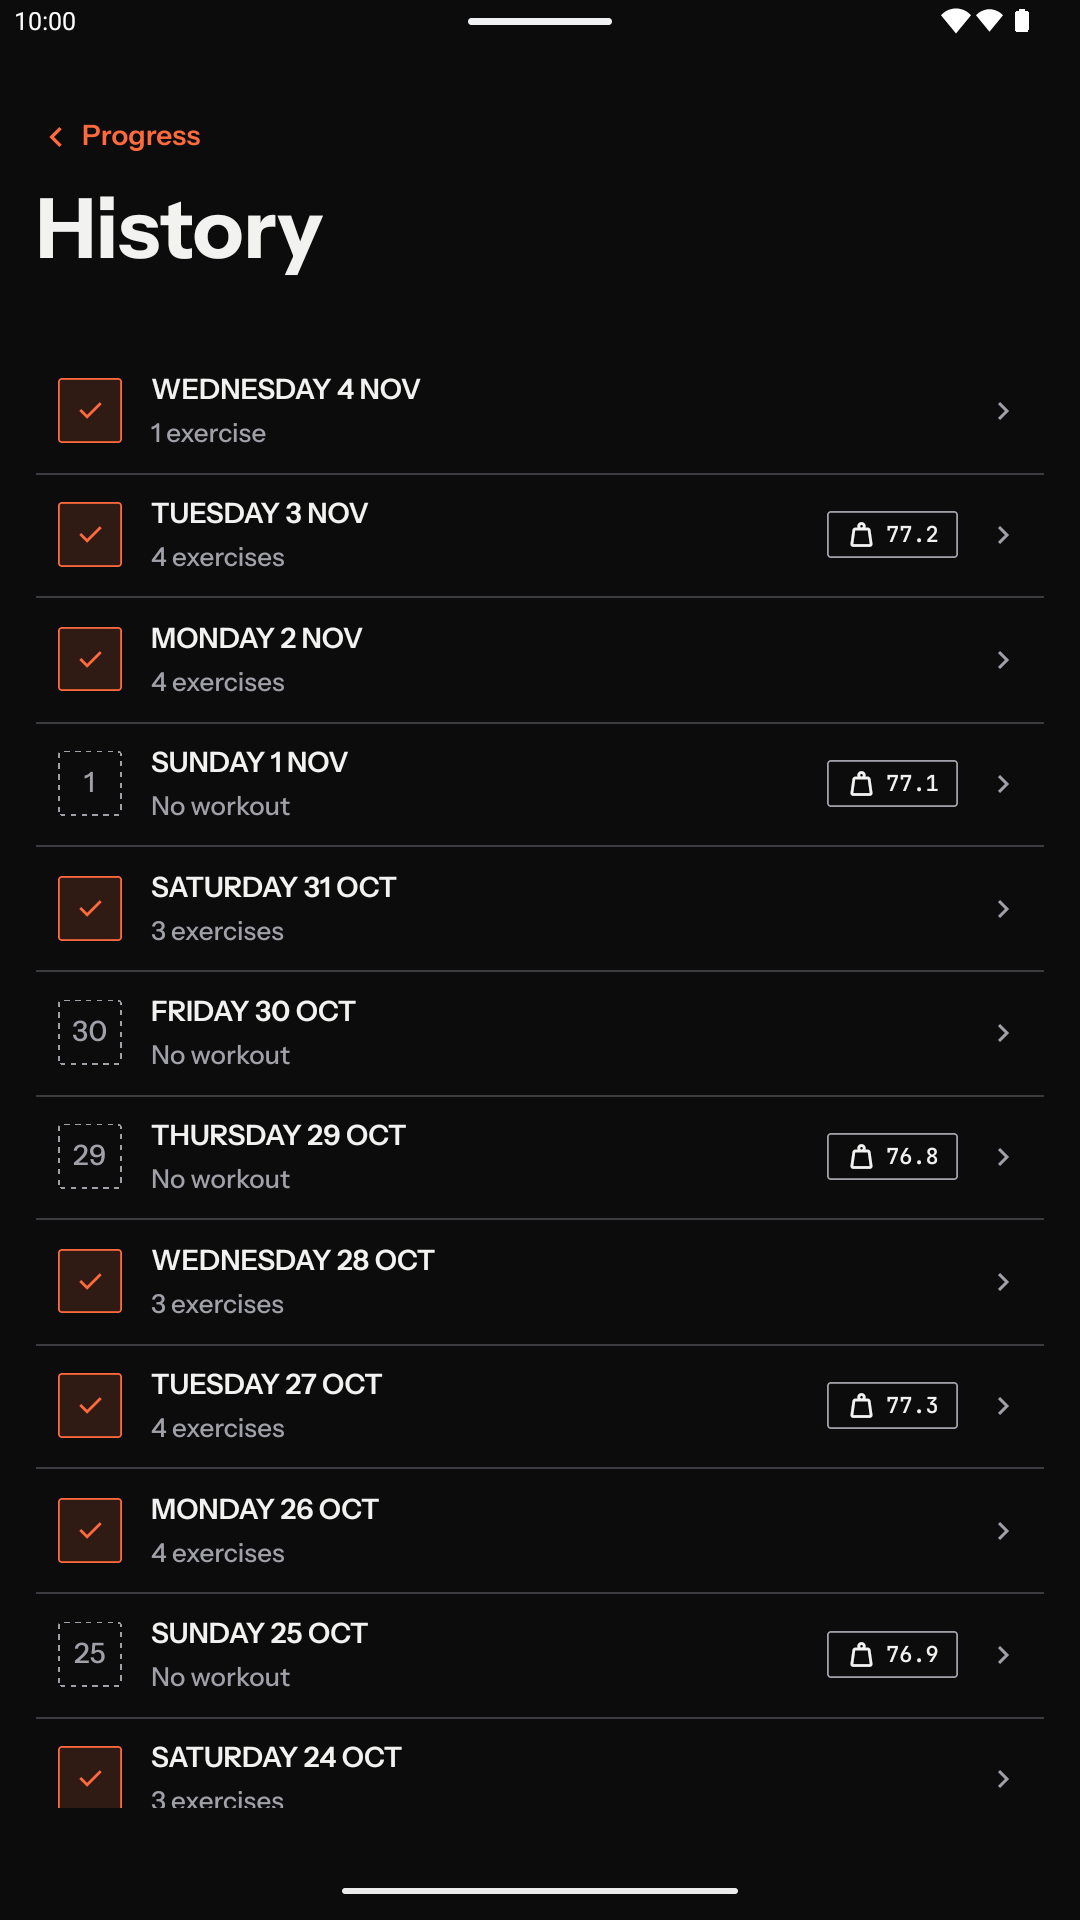 10:00
Progress
History
WEDNESDAY 4 NOV
1 exercise
TUESDAY 3 NOV
4 exercises
77.2
MONDAY 2 NOV
4 exercises
1
SUNDAY 1 NOV
No workout
77.1
SATURDAY 31 OCT
3 exercises
30
FRIDAY 30 OCT
No workout
29
THURSDAY 29 OCT
No workout
76.8
WEDNESDAY 28 OCT
3 exercises
TUESDAY 27 OCT
4 exercises
77.3
MONDAY 26 OCT
4 exercises
25
SUNDAY 25 OCT
No workout
76.9
SATURDAY 24 OCT
3 exercises